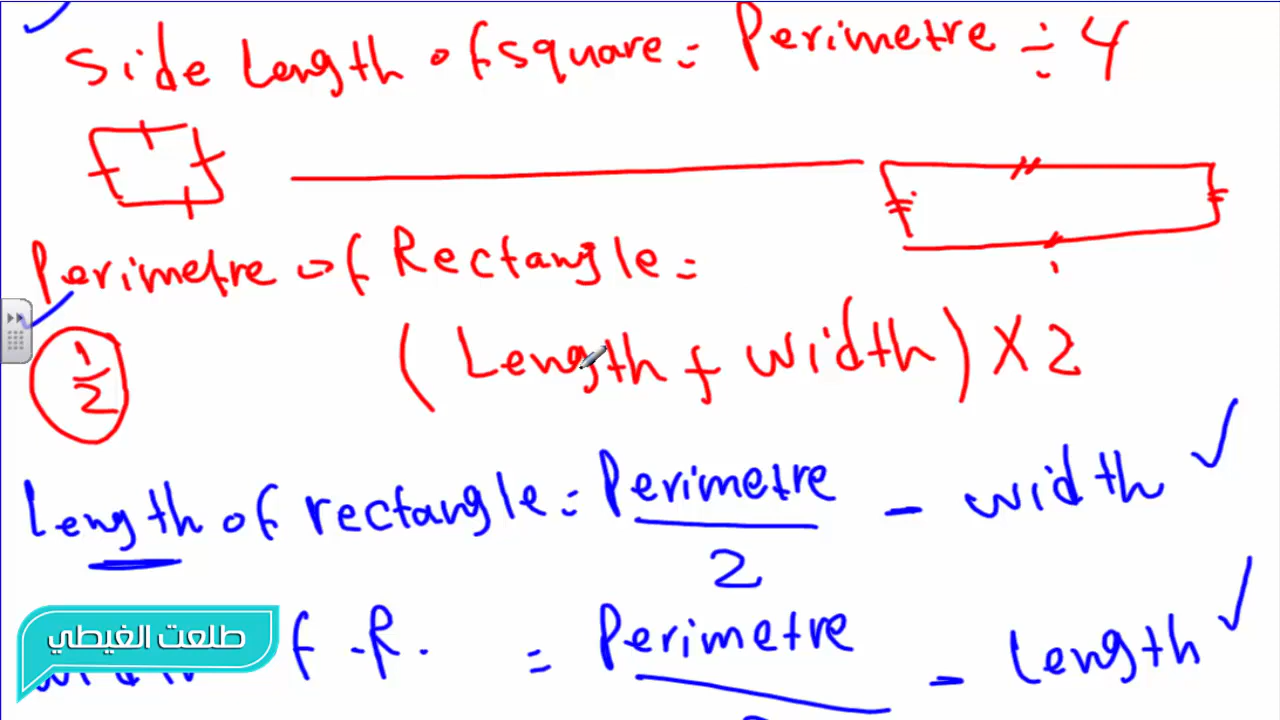 Side Length of square = Perimetre ÷ 4
Perimetre of Rectangle =
(Length + width) X 2
1/2
Length of rectangle = Perimetre/2 - width
of .R. = Perimetre - Length
طلعت الغيطي